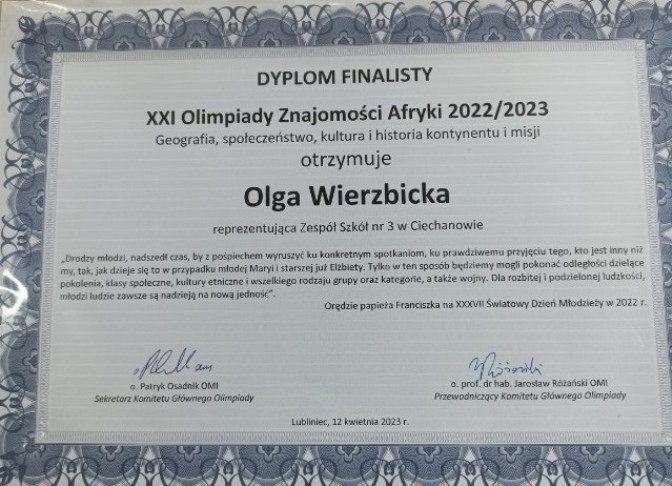 DYPLOM FINALISTY
XXI Olimpiady Znajomości Afryki 2022/2023
Geografia, społeczeństwo, kultura i historia kontynentu i misji
otrzymuje
Olga Wierzbicka
reprezentująca Zespół Szkół nr 3 w Ciechanowie
„Drodzy młodzi, nadszedł czas, by z pośpiechem wyruszyć ku konkretnym spotkaniom, ku prawdziwemu przyjęciu tego, kto jest inny niż
my, tak, jak dzieje się to w przypadku młodej Maryi i starszej już Elżbiety. Tylko w ten sposób będziemy mogli pokonać odległości dzielące
pokolenia, klasy społeczne, kultury etniczne i wszelkiego rodzaju grupy oraz kategorie, a także wojny. Dla rozbitej i podzielonej ludzkości,
młodzi ludzie zawsze są nadzieją na nową jedność".
Orędzie papieża Franciszka na XXXVII Światowy Dzień Młodzieży w 2022 r.
o. Patryk Osadnik OMI
Sekretarz Komitetu Głównego Olimpiady
o. prof. dr hab. Jarosław Różański OMI
Przewodniczący Komitetu Głównego Olimpiady
Lubliniec, 12 kwietnia 2023 r.